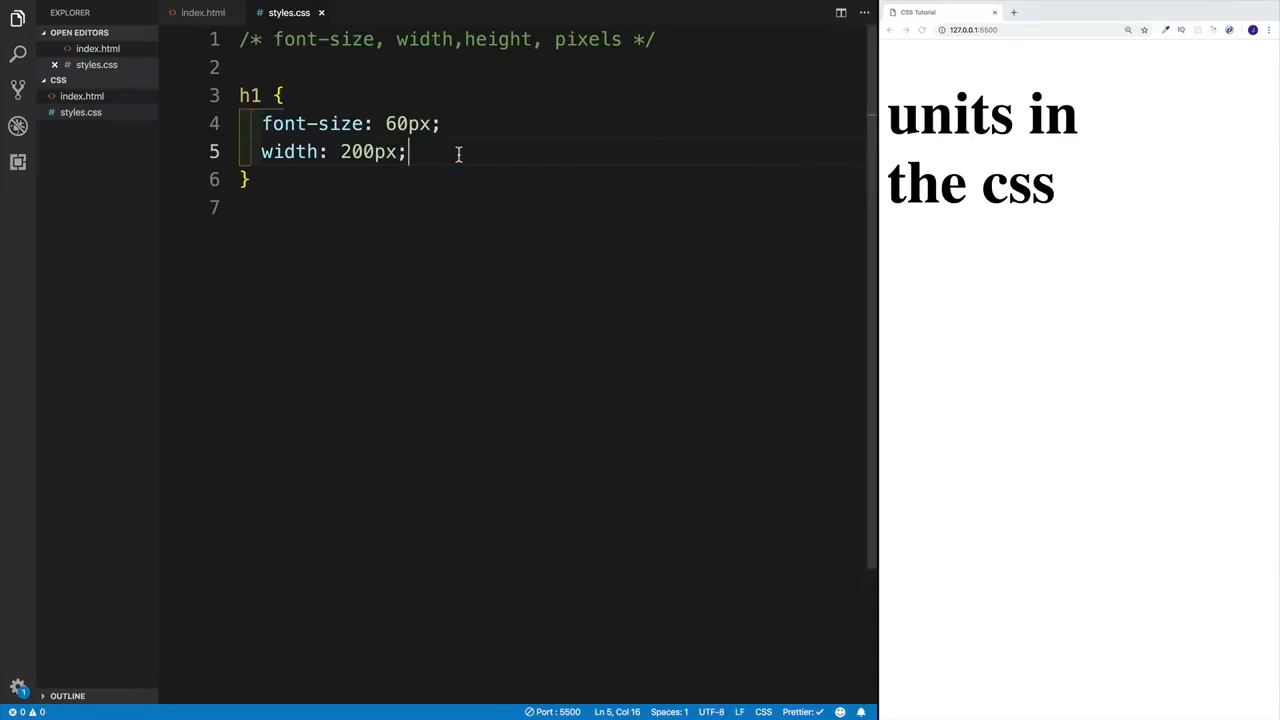 EXPLORER
index.html
styles.css
CSS Tutorial
OPEN EDITORS
index.html
styles.css
CSS
index.html
styles.css
127.0.0.1:5500
1 /* font-size, width,height, pixels */
2
3 h1 {
4 font-size: 60px;
5 width: 200px;
6 }
7
units in
the css
OUTLINE
0 0
Port : 5500
Ln 5, Col 16
Spaces: 1
UTF-8
LF
CSS
Prettier: ✓
1